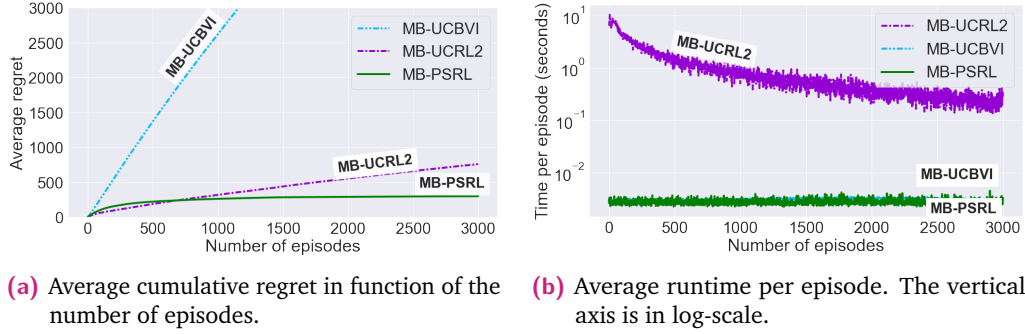 3000
2500
2000
1500
1000
500
0
Average regret
MB-UCBVI
MB-UCBVI
MB-UCRL2
MB-PSRL
MB-UCRL2
MB-PSRL
0 500 1000 1500 2000 2500 3000
Number of episodes
(a) Average cumulative regret in function of the
number of episodes.
10^1
10^0
10^−1
10^−2
Time per episode (seconds)
MB-UCRL2
MB-UCRL2
MB-UCBVI
MB-PSRL
MB-UCBVI
MB-PSRL
0 500 1000 1500 2000 2500 3000
Number of episodes
(b) Average runtime per episode. The vertical
axis is in log-scale.